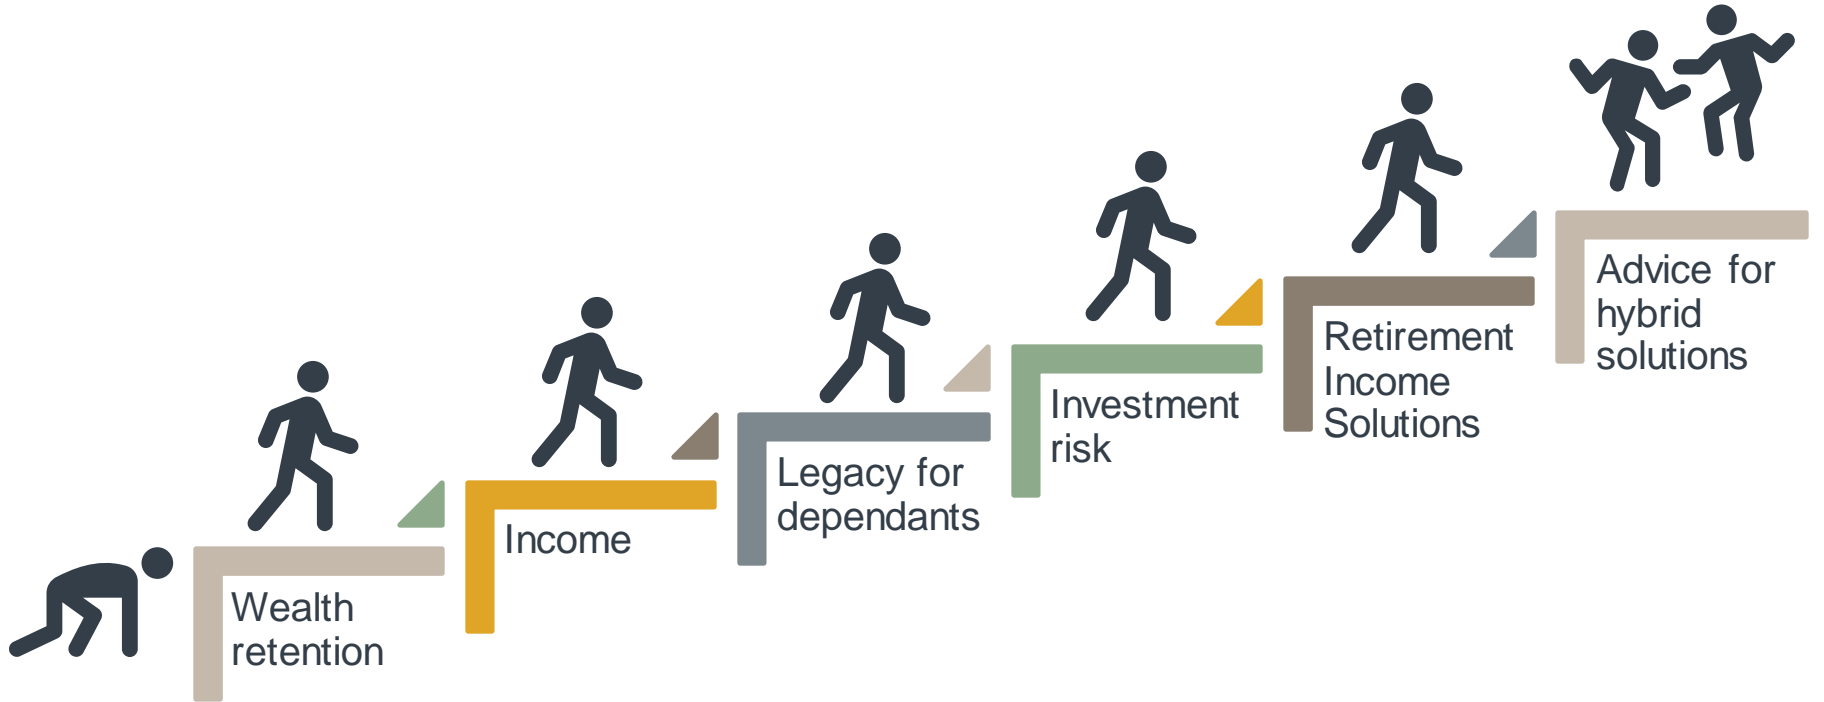 Wealth
retention
Income
Legacy for
dependants
Investment
risk
Retirement
Income
Solutions
Advice for
hybrid
solutions